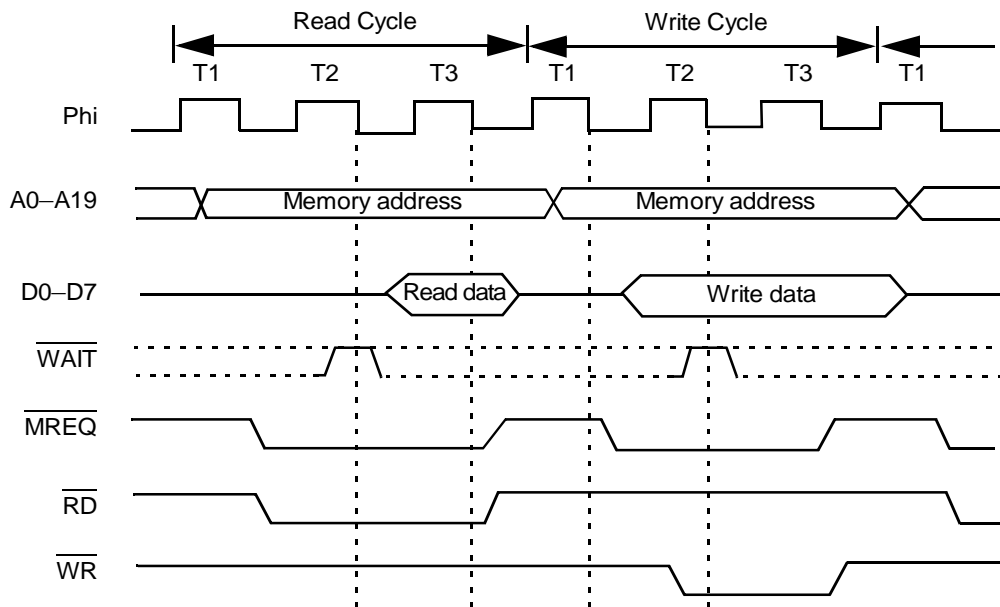 Read Cycle Write Cycle
T1 T2 T3 T1 T2 T3 T1
Phi
A0–A19 Memory address Memory address
D0–D7 Read data Write data
WAIT
MREQ
RD
WR